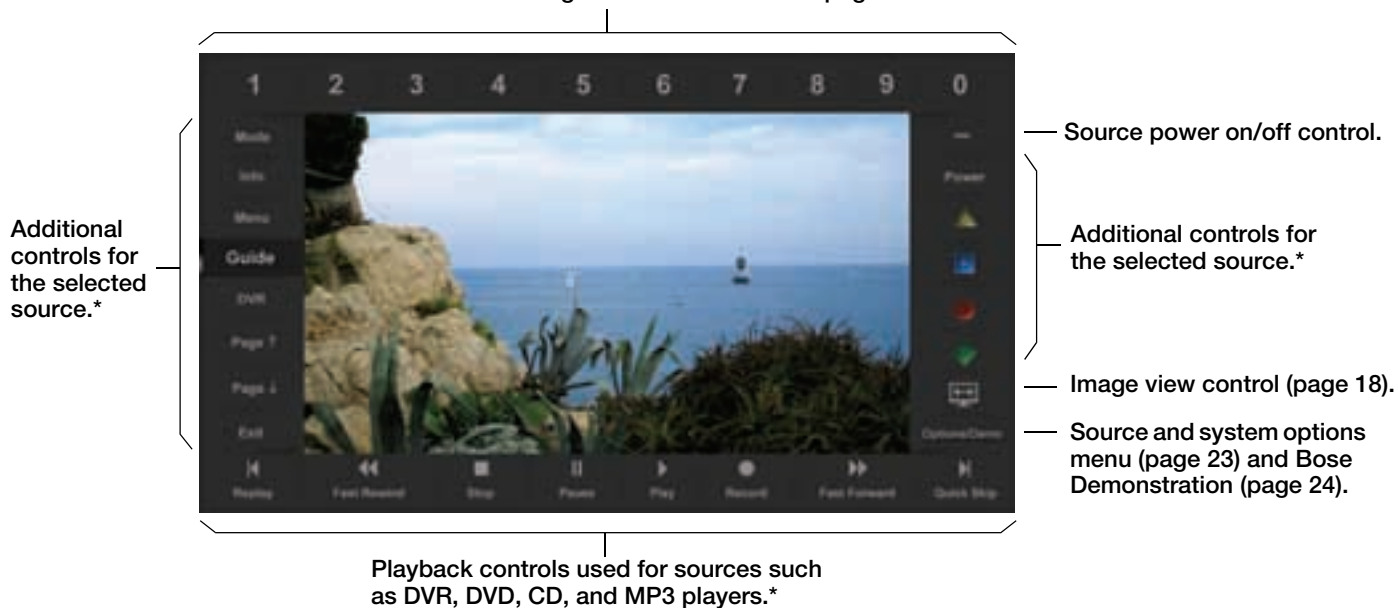 1 2 3 4 5 6 7 8 9 0
Mode
Info
Menu
Guide
DVR
Page ↑
Page ↓
Exit
Power
Options/Demo
Replay
Fast Rewind
Stop
Pause
Play
Record
Fast Forward
Quick Skip
Additional
controls for
the selected
source.*
Source power on/off control.
Additional controls for
the selected source.*
Image view control (page 18).
Source and system options
menu (page 23) and Bose
Demonstration (page 24).
Playback controls used for sources such
as DVR, DVD, CD, and MP3 players.*